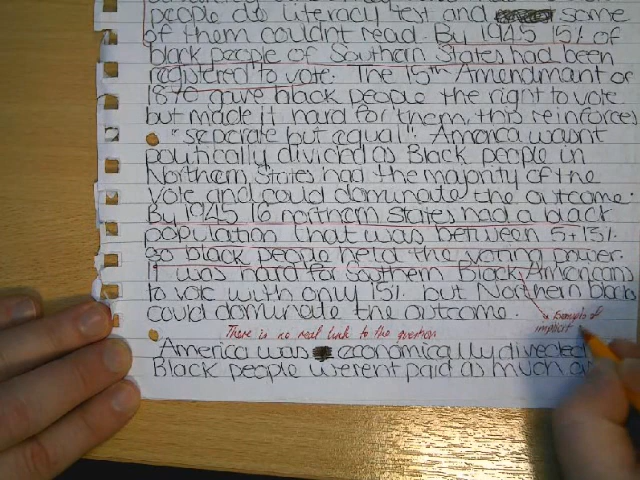 people do literacy test and some
of them couldnt read. By 1945 15% of
black people of Southern States had been
registered to vote. The 15th Amendmant of
1870 gave black people the right to vote
but made it hard for them, this reinforces
"seperate but equal". America wasnt
politically divided as Black people in
Northern States had the majority of the
vote and could dominate the outcome.
By 1945 16 northern states had a black
population that was between 5+15%
so black people held the voting power.
It was hard for Southern Black Americans
to vote with only 15% but Northern blacks
could dominate the outcome.
Example of
impact
There is no real link to the question
America was economically divided
Black people werent paid as much a